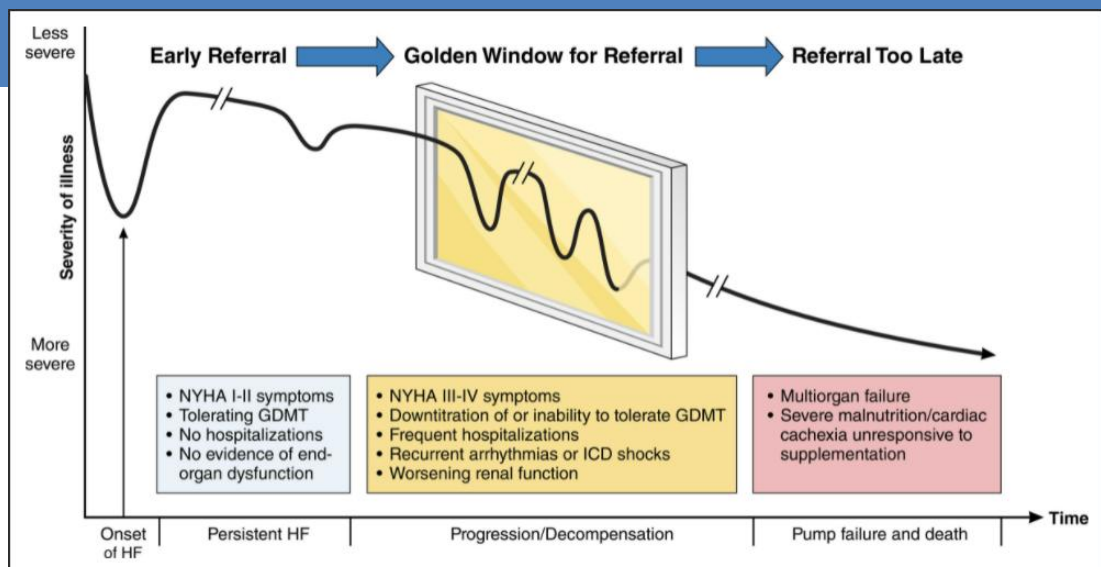 Less
severe
Early Referral
Golden Window for Referral
Referral Too Late
Severity of illness
More
severe
• NYHA I-II symptoms
• Tolerating GDMT
• No hospitalizations
• No evidence of end-
organ dysfunction
• NYHA III-IV symptoms
• Downtitration of or inability to tolerate GDMT
• Frequent hospitalizations
• Recurrent arrhythmias or ICD shocks
• Worsening renal function
• Multiorgan failure
• Severe malnutrition/cardiac
cachexia unresponsive to
supplementation
Time
Onset
of HF
Persistent HF
Progression/Decompensation
Pump failure and death